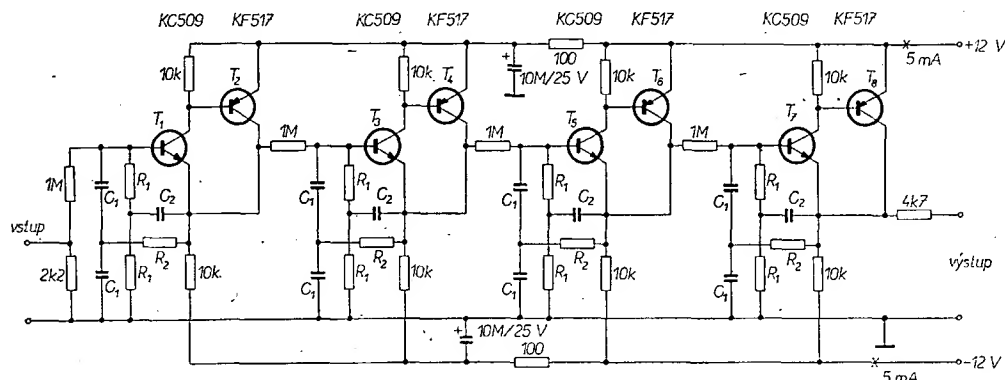 KC509 KF517 KC509 KF517 KC509 KF517 KC509 KF517
+12 V
5 mA
100
10M/25 V
10k T2 10k T4 10k T6 10k T8
T1 1M T3 1M T5 1M T7
1M C1 R1 C2 C1 R1 C2 C1 R1 C2 C1 R1 C2 4k7
vstup
2k2 C1 R1 R2 10k C1 R1 R2 10k C1 R1 R2 10k C1 R1 R2 10k
výstup
10M/25 V
100
-12 V
5 mA